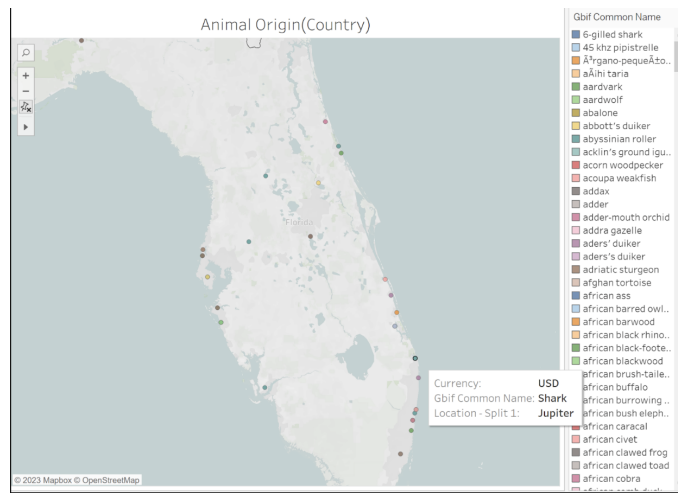 Animal Origin(Country)
Florida
Currency: USD
Gbif Common Name: Shark
Location - Split 1: Jupiter
© 2023 Mapbox © OpenStreetMap
Gbif Common Name
6-gilled shark
45 khz pipistrelle
Ã³rgano-pequeÃ±o..
aÃihi taria
aardvark
aardwolf
abalone
abbott's duiker
abyssinian roller
acklin's ground igu..
acorn woodpecker
acoupa weakfish
addax
adder
adder-mouth orchid
addra gazelle
aders' duiker
aders's duiker
adriatic sturgeon
afghan tortoise
african ass
african barred owl..
african barwood
african black rhino..
african black-foote..
african blackwood
african brush-taile..
african buffalo
african burrowing ..
african bush eleph..
african caracal
african civet
african clawed frog
african clawed toad
african cobra